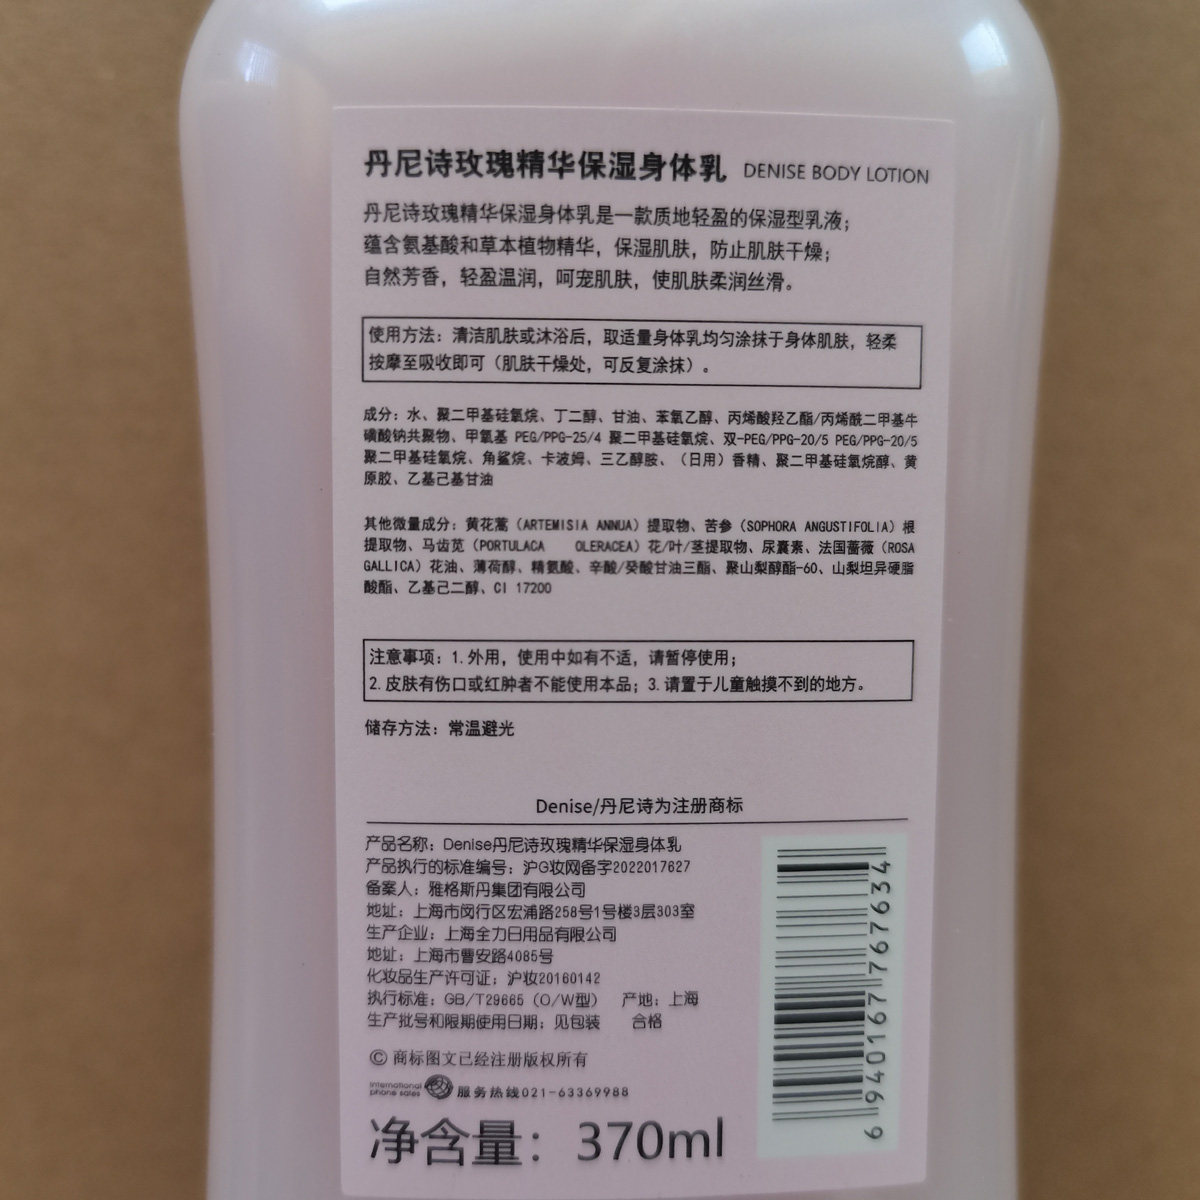 丹尼诗玫瑰精华保湿身体乳 DENISE BODY LOTION
丹尼诗玫瑰精华保湿身体乳是一款质地轻盈的保湿型乳液；
蕴含氨基酸和草本植物精华，保湿肌肤，防止肌肤干燥；
自然芳香，轻盈温润，呵宠肌肤，使肌肤柔润丝滑。
使用方法：清洁肌肤或沐浴后，取适量身体乳均匀涂抹于身体肌肤，轻柔
按摩至吸收即可（肌肤干燥处，可反复涂抹）。
成分：水、聚二甲基硅氧烷、丁二醇、甘油、苯氧乙醇、丙烯酸羟乙酯/丙烯酰二甲基牛
磺酸钠共聚物、甲氧基 PEG/PPG-25/4 聚二甲基硅氧烷、双-PEG/PPG-20/5 PEG/PPG-20/5
聚二甲基硅氧烷、角鲨烷、卡波姆、三乙醇胺、（日用）香精、聚二甲基硅氧烷醇、黄
原胶、乙基己基甘油
其他微量成分：黄花蒿（ARTEMISIA ANNUA）提取物、苦参（SOPHORA ANGUSTIFOLIA）根
提取物、马齿苋（PORTULACA OLERACEA）花/叶/茎提取物、尿囊素、法国蔷薇（ROSA
GALLICA）花油、薄荷醇、精氨酸、辛酸/癸酸甘油三酯、聚山梨醇酯-60、山梨坦异硬脂
酸酯、乙基己二醇、CI 17200
注意事项：1.外用，使用中如有不适，请暂停使用；
2.皮肤有伤口或红肿者不能使用本品；3.请置于儿童触摸不到的地方。
储存方法：常温避光
Denise/丹尼诗为注册商标
产品名称：Denise丹尼诗玫瑰精华保湿身体乳
产品执行的标准编号：沪G妆网备字2022017627
备案人：雅格斯丹集团有限公司
地址：上海市闵行区宏浦路258号1号楼3层303室
生产企业：上海全力日用品有限公司
地址：上海市曹安路4085号
化妆品生产许可证：沪妆20160142
执行标准：GB/T29665（O/W型） 产地：上海
生产批号和限期使用日期：见包装 合格
© 商标图文已经注册版权所有
international
phone sales 服务热线021-63369988
净含量：370ml
6940167767634